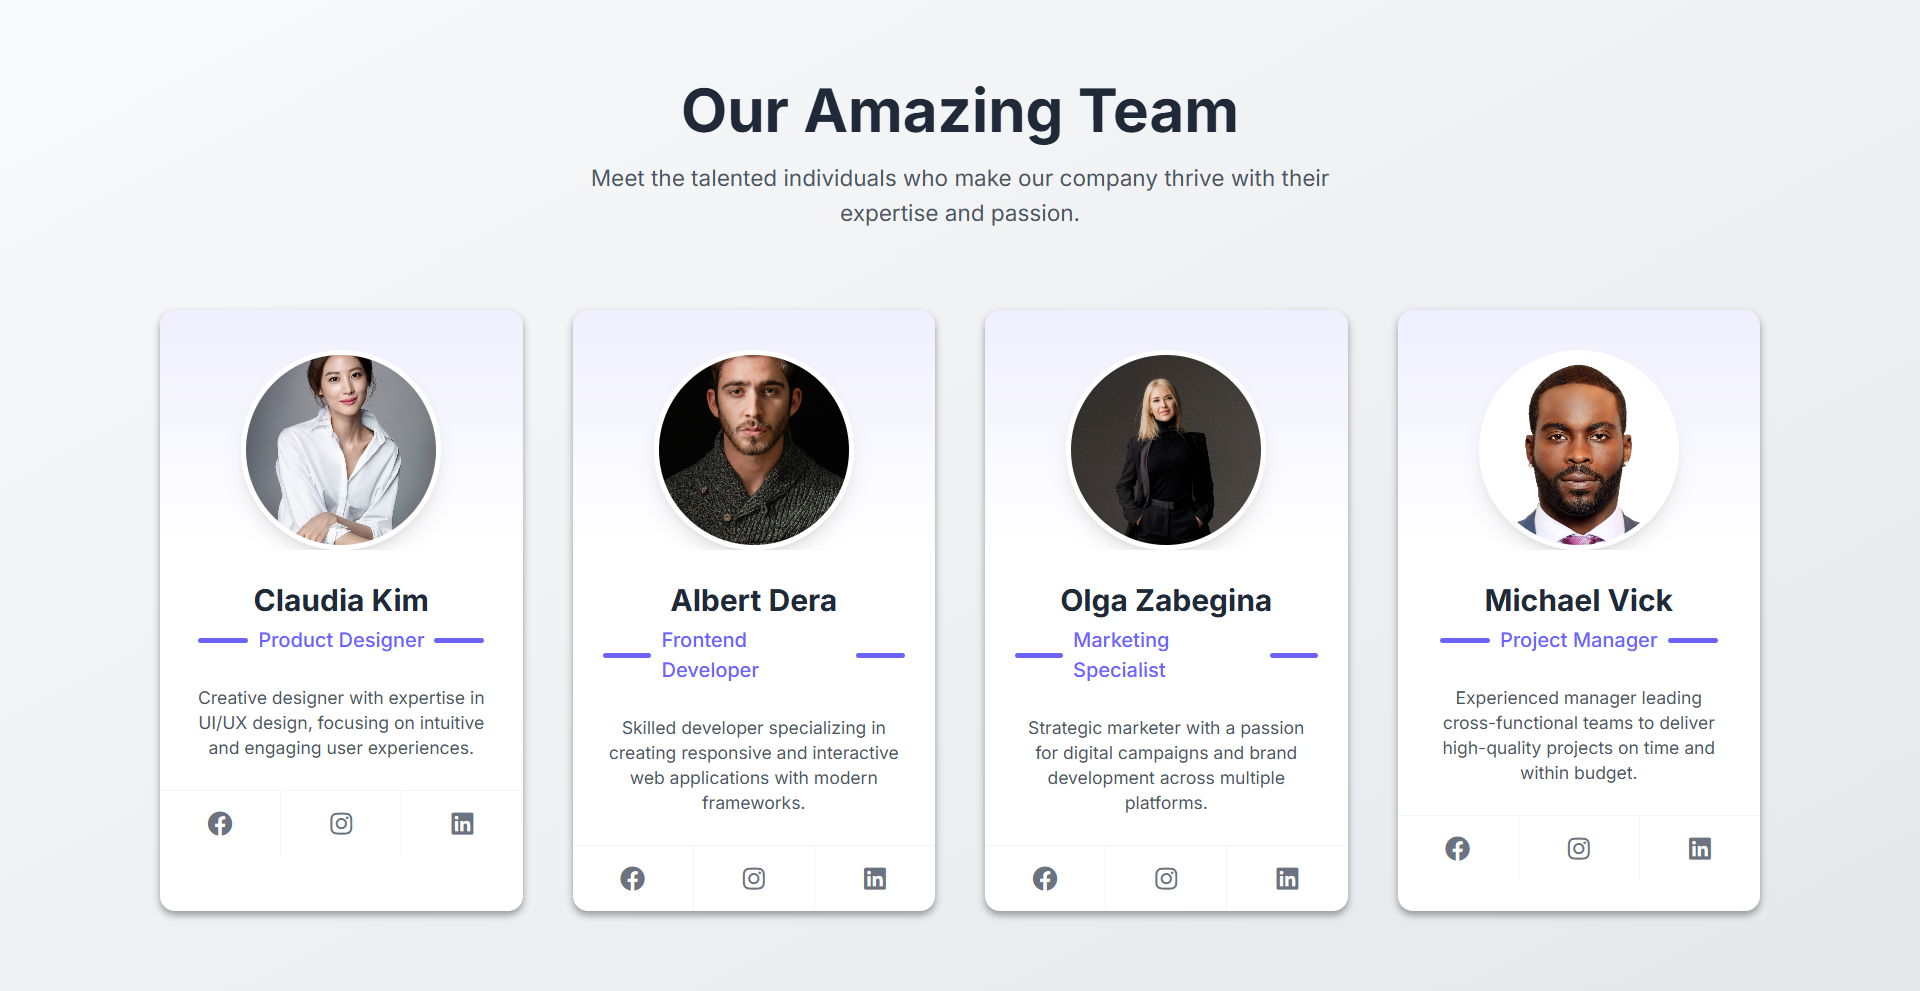 Our Amazing Team
Meet the talented individuals who make our company thrive with their
expertise and passion.
Claudia Kim
Product Designer
Creative designer with expertise in
UI/UX design, focusing on intuitive
and engaging user experiences.
Albert Dera
Frontend
Developer
Skilled developer specializing in
creating responsive and interactive
web applications with modern
frameworks.
Olga Zabegina
Marketing
Specialist
Strategic marketer with a passion
for digital campaigns and brand
development across multiple
platforms.
Michael Vick
Project Manager
Experienced manager leading
cross-functional teams to deliver
high-quality projects on time and
within budget.